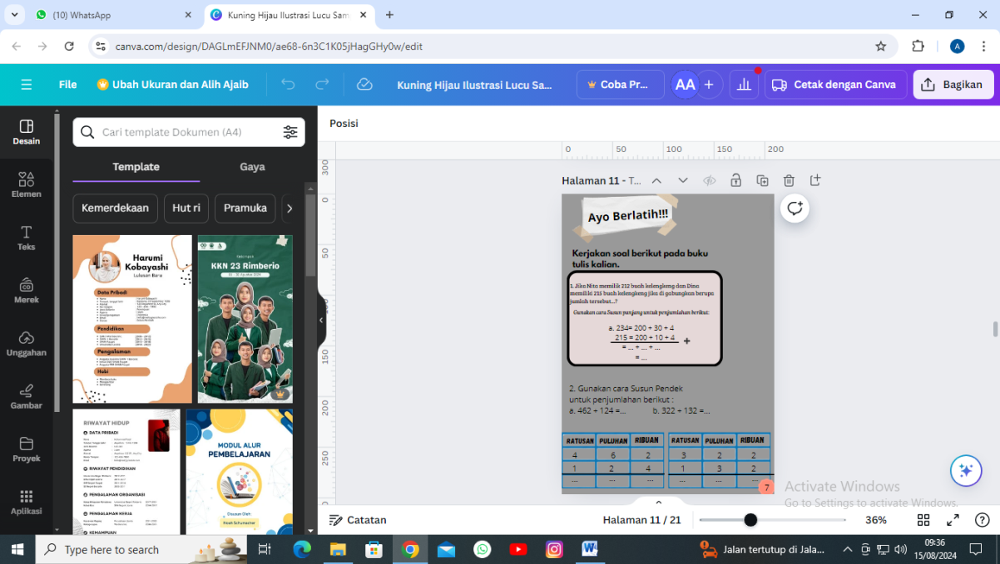 (10) WhatsApp
Kuning Hijau Ilustrasi Lucu Sam
canva.com/design/DAGLmEFJNM0/ae68-6n3C1K05jHagGHy0w/edit
A
File
Ubah Ukuran dan Alih Ajaib
Kuning Hijau Ilustrasi Lucu Sa...
Coba Pr...
AA
Cetak dengan Canva
Bagikan
Desain
Elemen
Teks
Merek
Unggahan
Gambar
Proyek
Aplikasi
Cari template Dokumen (A4)
Template Gaya
Kemerdekaan Hut ri Pramuka
Harumi
Kobayashi
Lulusan Baru
Data Pribadi
Pendidikan
Pengalaman
Hobi
KKN 23 Rimberio
RIWAYAT HIDUP
DATA PRIBADI
RIWAYAT PENDIDIKAN
PENGALAMAN ORGANISASI
PENGALAMAN KERJA
KEMAMPUAN
MODUL AJUR
PEMBELAJARAN
Disusun Oleh:
Posisi
0 50 100 150 200
300
0
50
150
200
250
Halaman 11 - T...
Ayo Berlatih!!!
Kerjakan soal berikut pada buku
tulis kalian.
1. Jika Nita memilik 212 buah kelengkeng dan Dina
memiliki 215 buah kelengkeng jika di gabungkan berapa
jumlah tersebut...?
Gunakan cara Susun panjang untuk penjumlahan berikut:
a. 234= 200 + 30 + 4
215 = 200 + 10 + 4 +
= ... + ... + ...
= ...
2. Gunakan cara Susun Pendek
untuk penjumlahan berikut :
a. 462 + 124 =... b. 322 + 132 =...
RATUSAN PULUHAN RIBUAN RATUSAN PULUHAN RIBUAN
4 6 2 3 2 2
1 2 4 1 3 2
... ... ... ... ... ...
7
Activate Windows
Go to Settings to activate Windows.
Catatan
Halaman 11 / 21
36%
Type here to search
Jalan tertutup di Jala...
09:36
15/08/2024